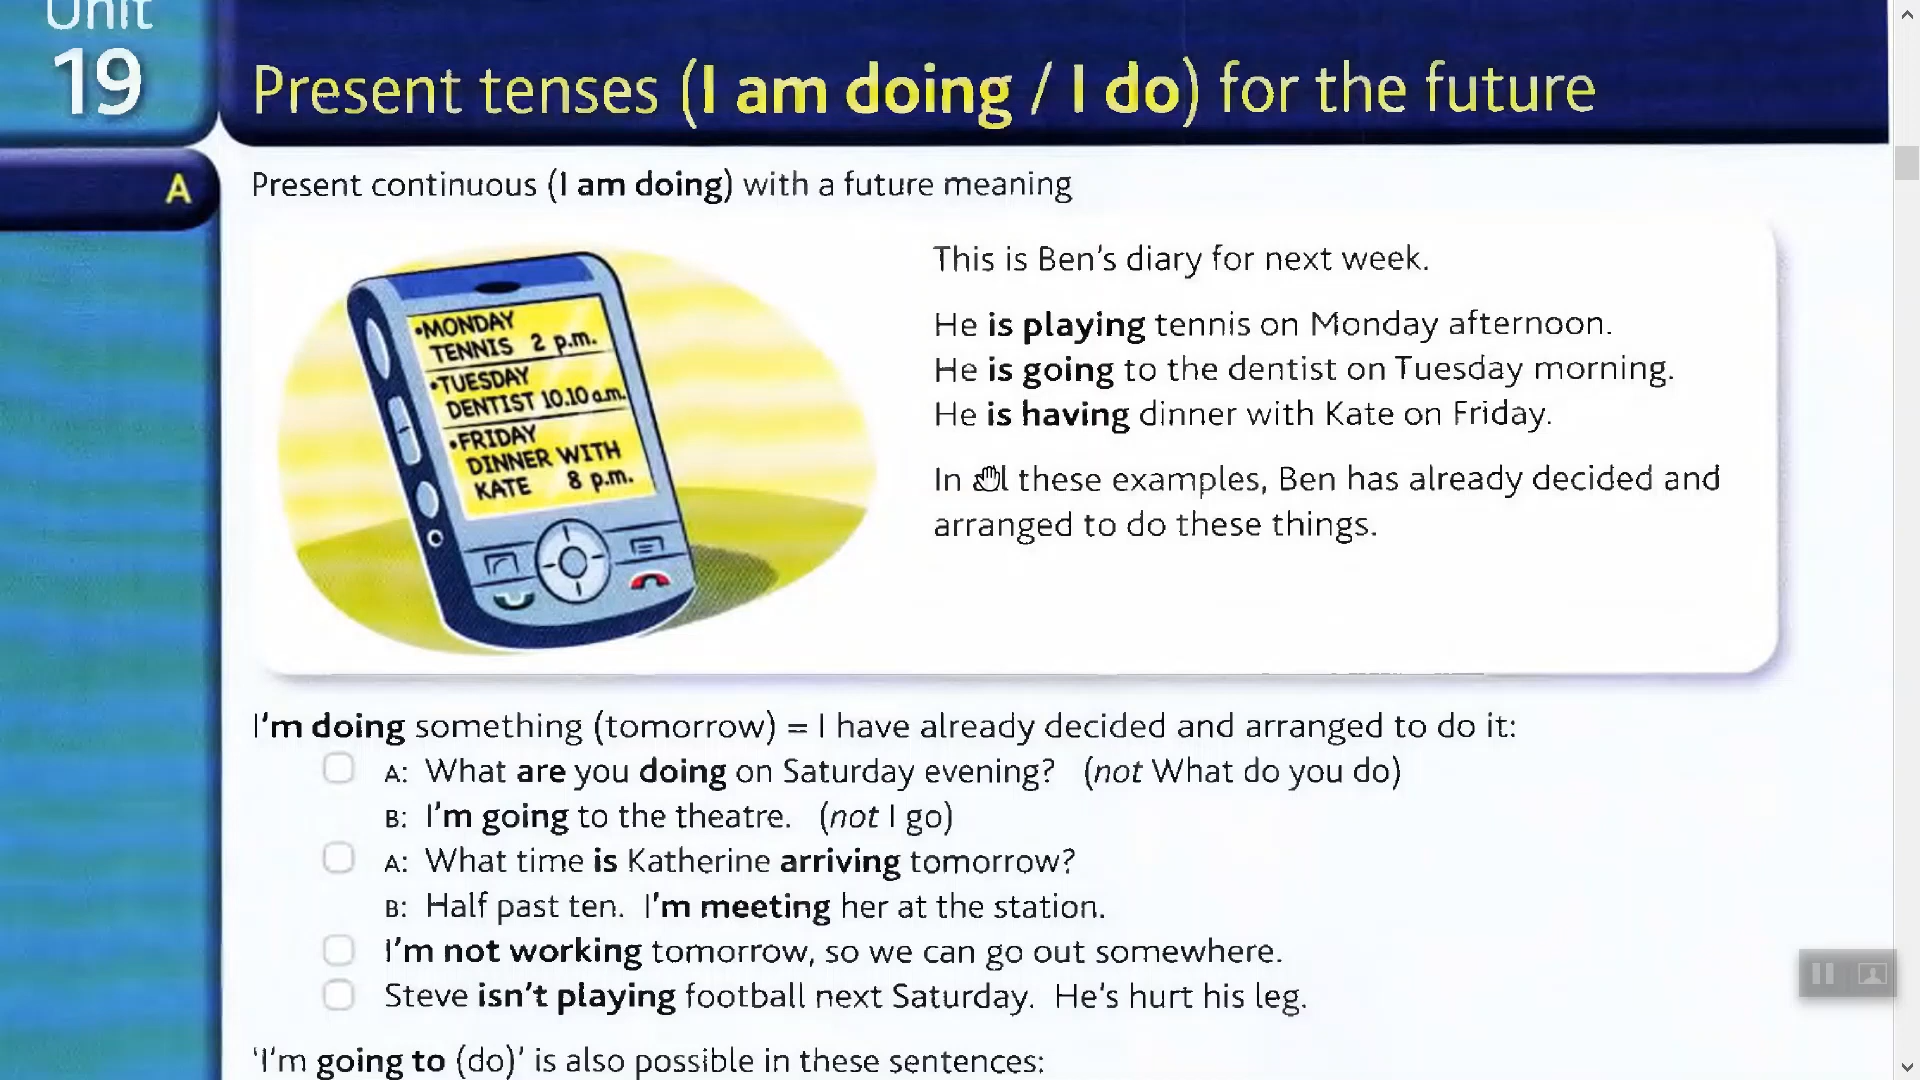 Unit
19
Present tenses (I am doing / I do) for the future
A
Present continuous (I am doing) with a future meaning
•MONDAY
TENNIS 2 p.m.
•TUESDAY
DENTIST 10.10 a.m.
•FRIDAY
DINNER WITH
KATE 8 p.m.
This is Ben's diary for next week.
He is playing tennis on Monday afternoon.
He is going to the dentist on Tuesday morning.
He is having dinner with Kate on Friday.
In all these examples, Ben has already decided and
arranged to do these things.
I'm doing something (tomorrow) = I have already decided and arranged to do it:
A: What are you doing on Saturday evening? (not What do you do)
B: I'm going to the theatre. (not I go)
A: What time is Katherine arriving tomorrow?
B: Half past ten. I'm meeting her at the station.
I'm not working tomorrow, so we can go out somewhere.
Steve isn't playing football next Saturday. He's hurt his leg.
'I'm going to (do)' is also possible in these sentences: